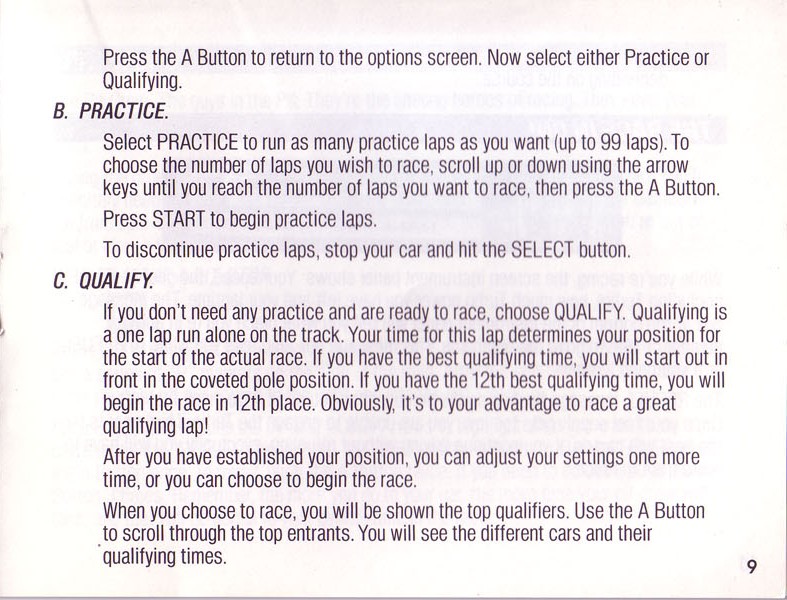 Press the A Button to return to the options screen. Now select either Practice or
Qualifying.
B. PRACTICE.
Select PRACTICE to run as many practice laps as you want (up to 99 laps). To
choose the number of laps you wish to race, scroll up or down using the arrow
keys until you reach the number of laps you want to race, then press the A Button.
Press START to begin practice laps.
To discontinue practice laps, stop your car and hit the SELECT button.
C. QUALIFY.
If you don't need any practice and are ready to race, choose QUALIFY. Qualifying is
a one lap run alone on the track. Your time for this lap determines your position for
the start of the actual race. If you have the best qualifying time, you will start out in
front in the coveted pole position. If you have the 12th best qualifying time, you will
begin the race in 12th place. Obviously, it's to your advantage to race a great
qualifying lap!
After you have established your position, you can adjust your settings one more
time, or you can choose to begin the race.
When you choose to race, you will be shown the top qualifiers. Use the A Button
to scroll through the top entrants. You will see the different cars and their
qualifying times.
9